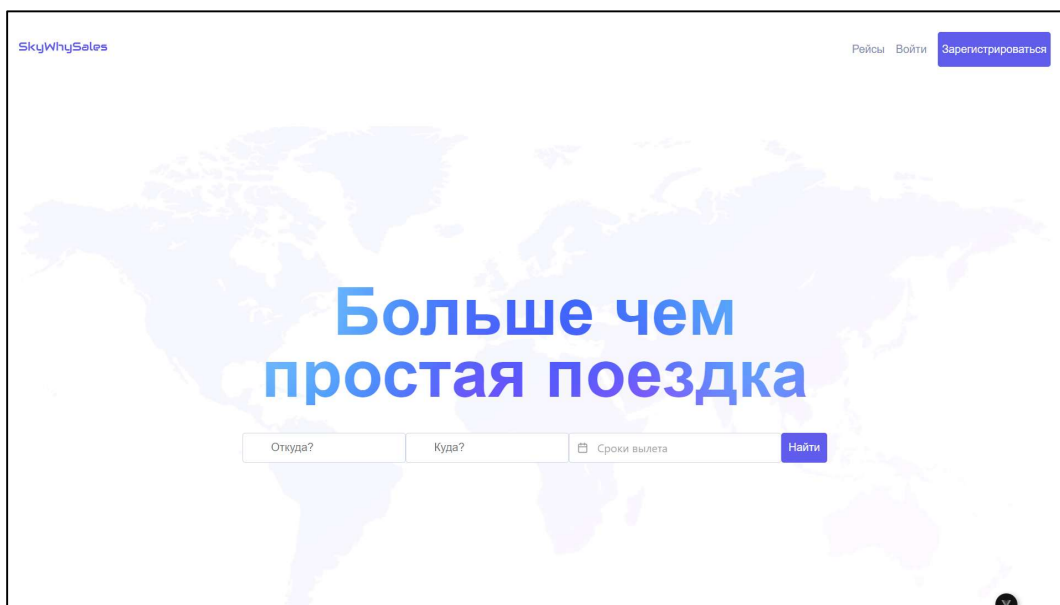 SkyWhySales
Рейсы Войти Зарегистрироваться
Больше чем
простая поездка
Откуда? Куда? Сроки вылета Найти